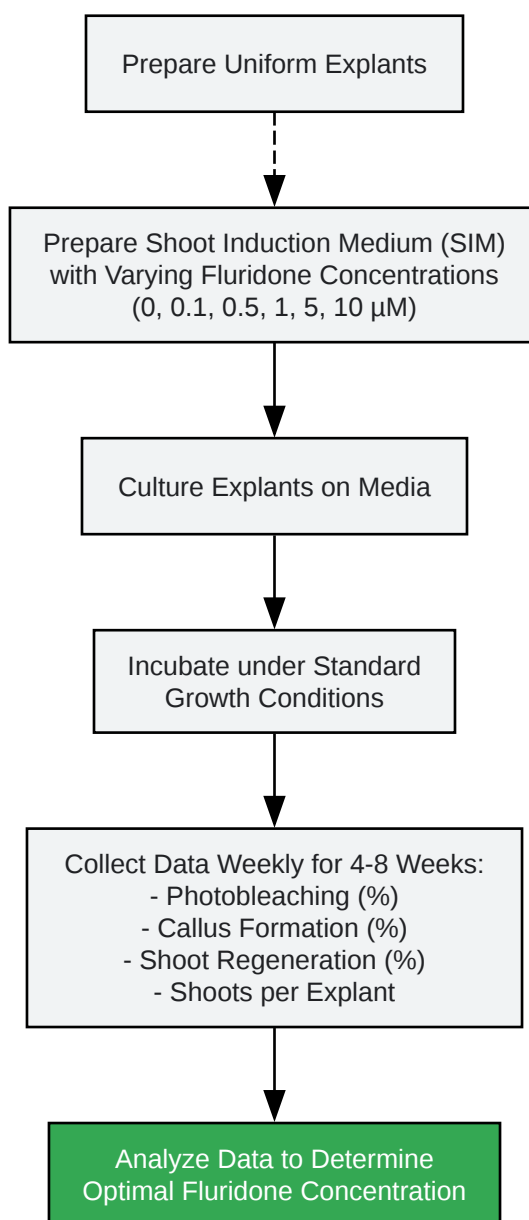 Prepare Uniform Explants
Prepare Shoot Induction Medium (SIM)
with Varying Fluridone Concentrations
(0, 0.1, 0.5, 1, 5, 10 µM)
Culture Explants on Media
Incubate under Standard
Growth Conditions
Collect Data Weekly for 4-8 Weeks:
- Photobleaching (%)
- Callus Formation (%)
- Shoot Regeneration (%)
- Shoots per Explant
Analyze Data to Determine
Optimal Fluridone Concentration